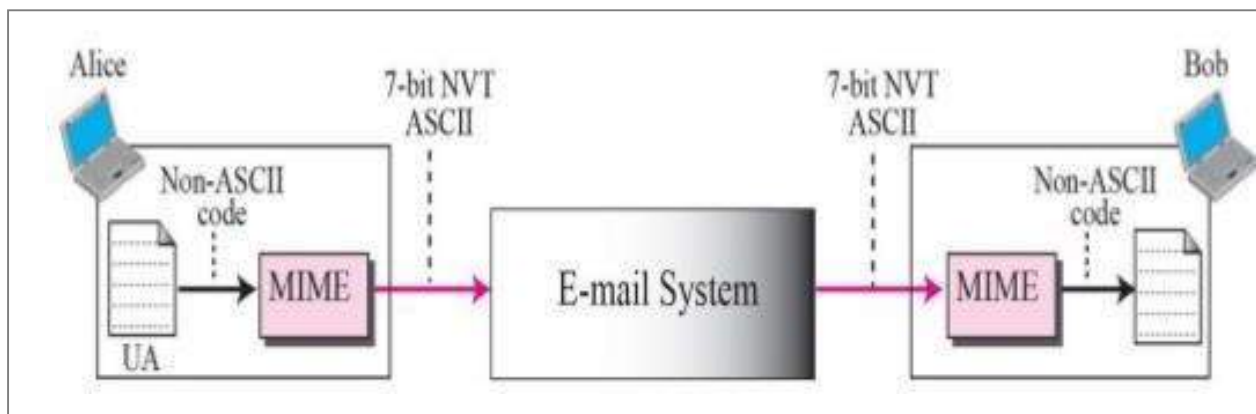 Alice
7-bit NVT
ASCII
7-bit NVT
ASCII
Bob
Non-ASCII
code
Non-ASCII
code
MIME
E-mail System
MIME
UA